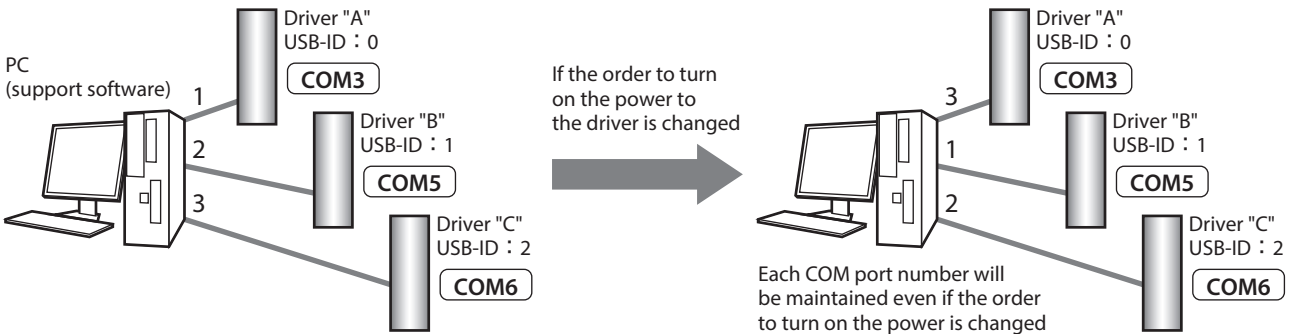 PC
(support software)
1
2
3
Driver "A"
USB-ID：0
COM3
Driver "B"
USB-ID：1
COM5
Driver "C"
USB-ID：2
COM6
If the order to turn
on the power to
the driver is changed
3
1
2
Driver "A"
USB-ID：0
COM3
Driver "B"
USB-ID：1
COM5
Driver "C"
USB-ID：2
COM6
Each COM port number will
be maintained even if the order
to turn on the power is changed